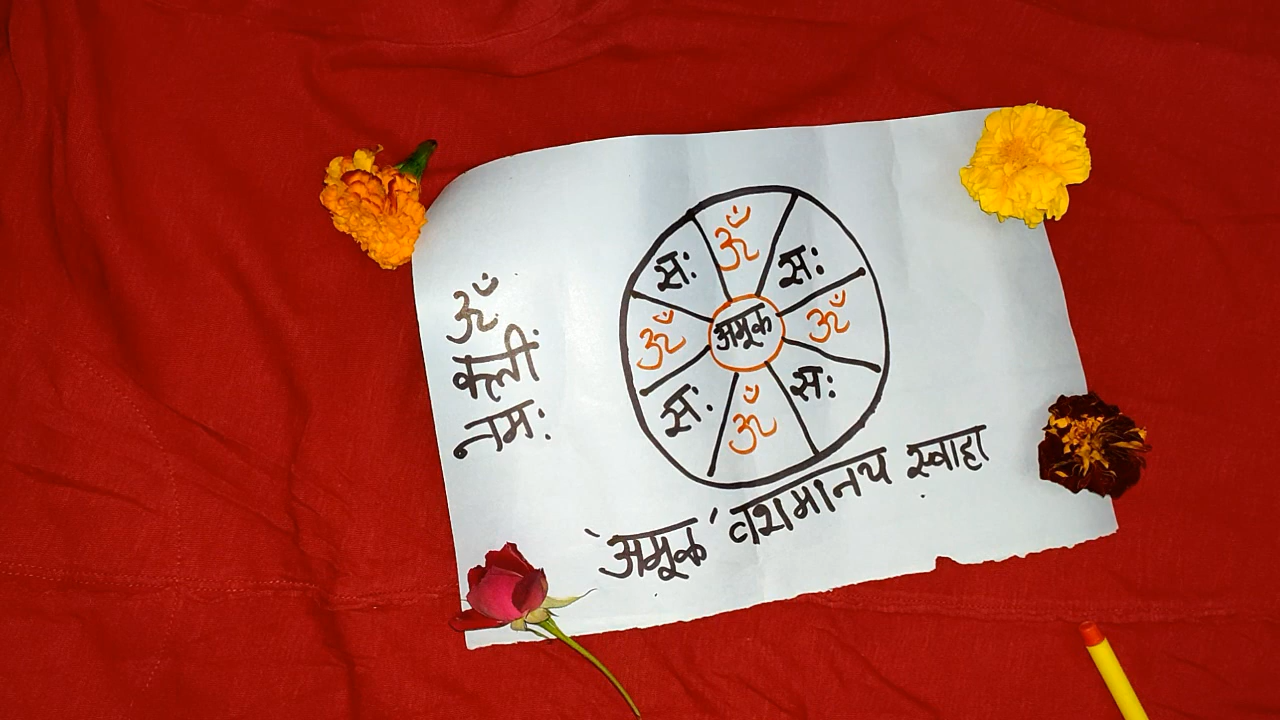 ॐ
क्लीं
नमः
ॐ
सः
ॐ
सः
ॐ
सः
ॐ
सः
अमूक
'अमूक' वशमानय स्वाहा